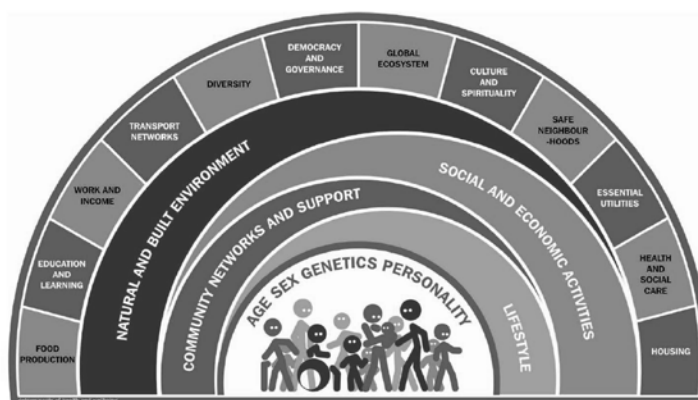 FOOD
PRODUCTION
EDUCATION
AND
LEARNING
WORK AND
INCOME
TRANSPORT
NETWORKS
DIVERSITY
DEMOCRACY
AND
GOVERNANCE
GLOBAL
ECOSYSTEM
CULTURE
AND
SPIRITUALITY
SAFE
NEIGHBOUR
-HOODS
ESSENTIAL
UTILITIES
HEALTH
AND
SOCIAL
CARE
HOUSING
NATURAL AND BUILT ENVIRONMENT
SOCIAL AND ECONOMIC ACTIVITIES
COMMUNITY NETWORKS AND SUPPORT
LIFESTYLE
AGE SEX GENETICS PERSONALITY